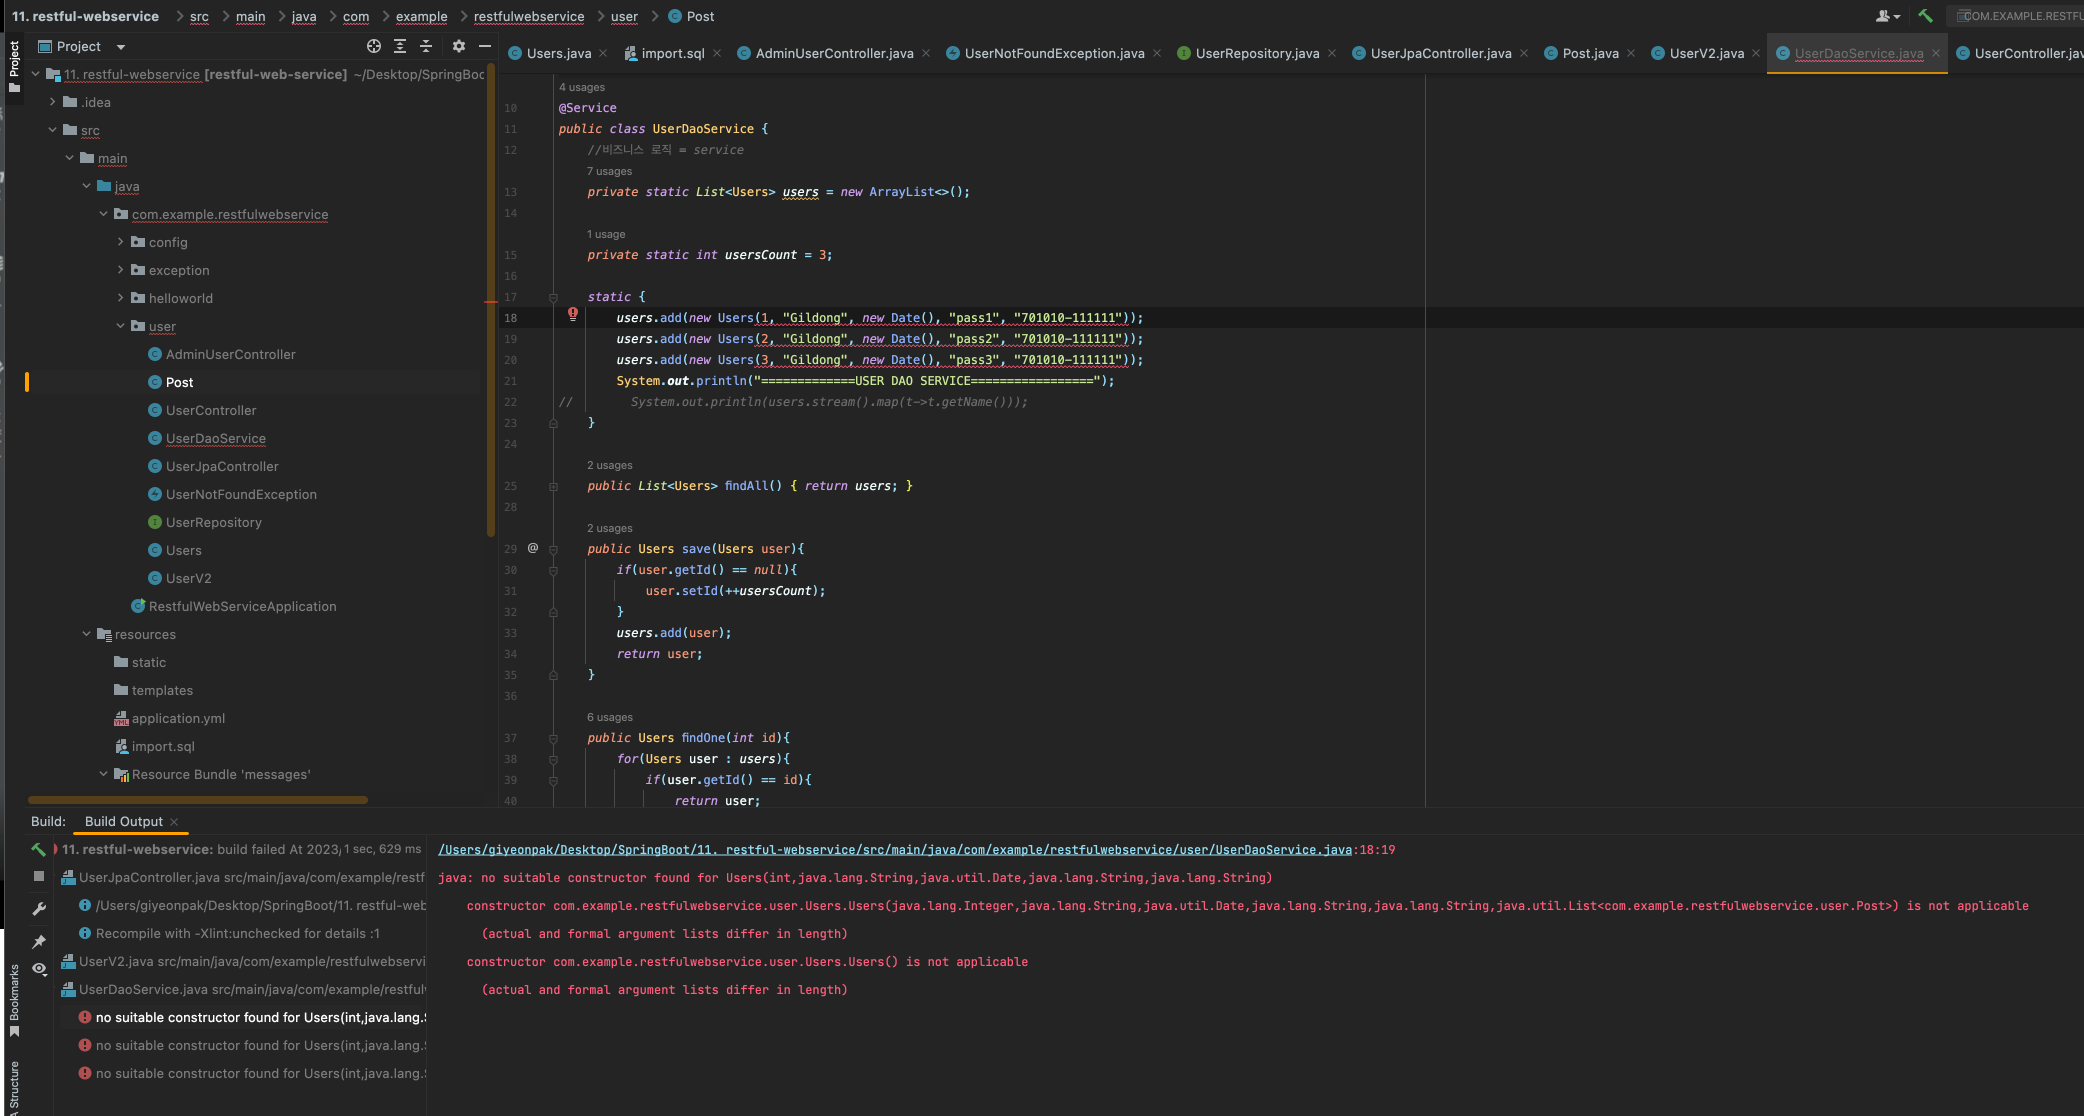 11. restful-webservice > src > main > java > com > example > restfulwebservice > user > Post
COM.EXAMPLE.RESTFU
Project
Project
Users.java import.sql AdminUserController.java UserNotFoundException.java UserRepository.java UserJpaController.java Post.java UserV2.java UserDaoService.java UserController.jav
11. restful-webservice [restful-web-service] ~/Desktop/SpringBoot
.idea
src
main
java
com.example.restfulwebservice
config
exception
helloworld
user
AdminUserController
Post
UserController
UserDaoService
UserJpaController
UserNotFoundException
UserRepository
Users
UserV2
RestfulWebServiceApplication
resources
static
templates
application.yml
import.sql
Resource Bundle 'messages'
4 usages
10 @Service
11 public class UserDaoService {
12 //비즈니스 로직 = service
7 usages
13 private static List<Users> users = new ArrayList<>();
14
1 usage
15 private static int usersCount = 3;
16
17 static {
18 users.add(new Users(1, "Gildong", new Date(), "pass1", "701010-111111"));
19 users.add(new Users(2, "Gildong", new Date(), "pass2", "701010-111111"));
20 users.add(new Users(3, "Gildong", new Date(), "pass3", "701010-111111"));
21 System.out.println("=============USER DAO SERVICE=================");
22 // System.out.println(users.stream().map(t->t.getName()));
23 }
24
2 usages
25 public List<Users> findAll() { return users; }
28
2 usages
29 @ public Users save(Users user){
30 if(user.getId() == null){
31 user.setId(++usersCount);
32 }
33 users.add(user);
34 return user;
35 }
36
6 usages
37 public Users findOne(int id){
38 for(Users user : users){
39 if(user.getId() == id){
40 return user;
Build: Build Output
11. restful-webservice: build failed At 2023/ 1 sec, 629 ms
UserJpaController.java src/main/java/com/example/restf
/Users/giyeonpak/Desktop/SpringBoot/11. restful-web
Recompile with -Xlint:unchecked for details :1
UserV2.java src/main/java/com/example/restfulwebservi
UserDaoService.java src/main/java/com/example/restful
no suitable constructor found for Users(int,java.lang.S
no suitable constructor found for Users(int,java.lang.
no suitable constructor found for Users(int,java.lang.
/Users/giyeonpak/Desktop/SpringBoot/11. restful-webservice/src/main/java/com/example/restfulwebservice/user/UserDaoService.java:18:19
java: no suitable constructor found for Users(int,java.lang.String,java.util.Date,java.lang.String,java.lang.String)
constructor com.example.restfulwebservice.user.Users.Users(java.lang.Integer,java.lang.String,java.util.Date,java.lang.String,java.lang.String,java.util.List<com.example.restfulwebservice.user.Post>) is not applicable
(actual and formal argument lists differ in length)
constructor com.example.restfulwebservice.user.Users.Users() is not applicable
(actual and formal argument lists differ in length)
Bookmarks
Structure